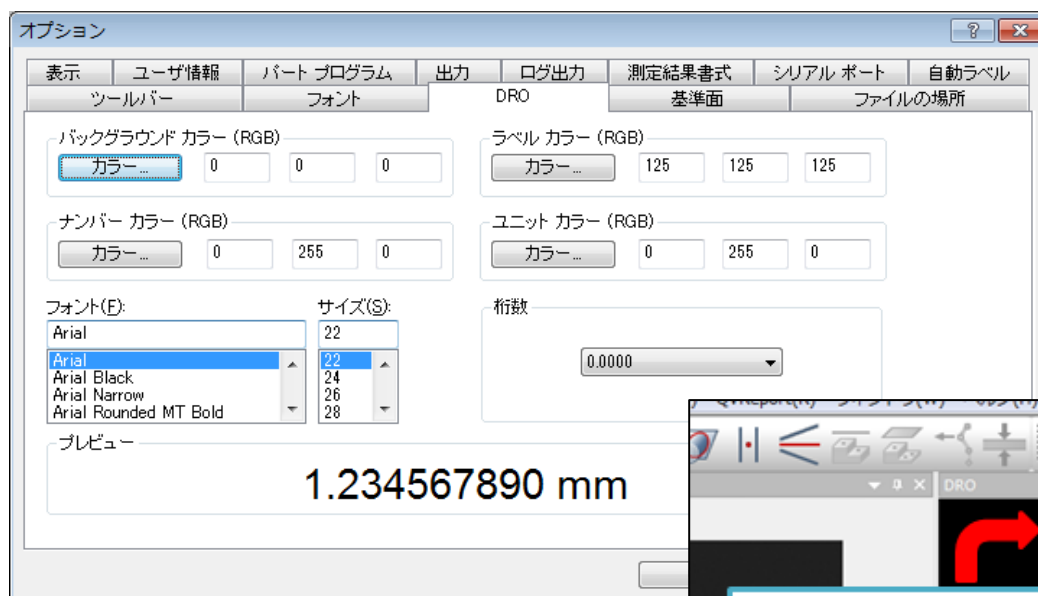 オプション
表示 ユーザ情報 パート プログラム 出力 ログ出力 測定結果書式 シリアル ポート 自動ラベル
ツールバー フォント DRO 基準面 ファイルの場所
バックグラウンド カラー (RGB)
カラー... 0 0 0
ラベル カラー (RGB)
カラー... 125 125 125
ナンバー カラー (RGB)
カラー... 0 255 0
ユニット カラー (RGB)
カラー... 0 255 0
フォント(F):
Arial
Arial
Arial Black
Arial Narrow
Arial Rounded MT Bold
サイズ(S):
22
22
24
26
28
桁数
0.0000
プレビュー
1.234567890 mm
DRO